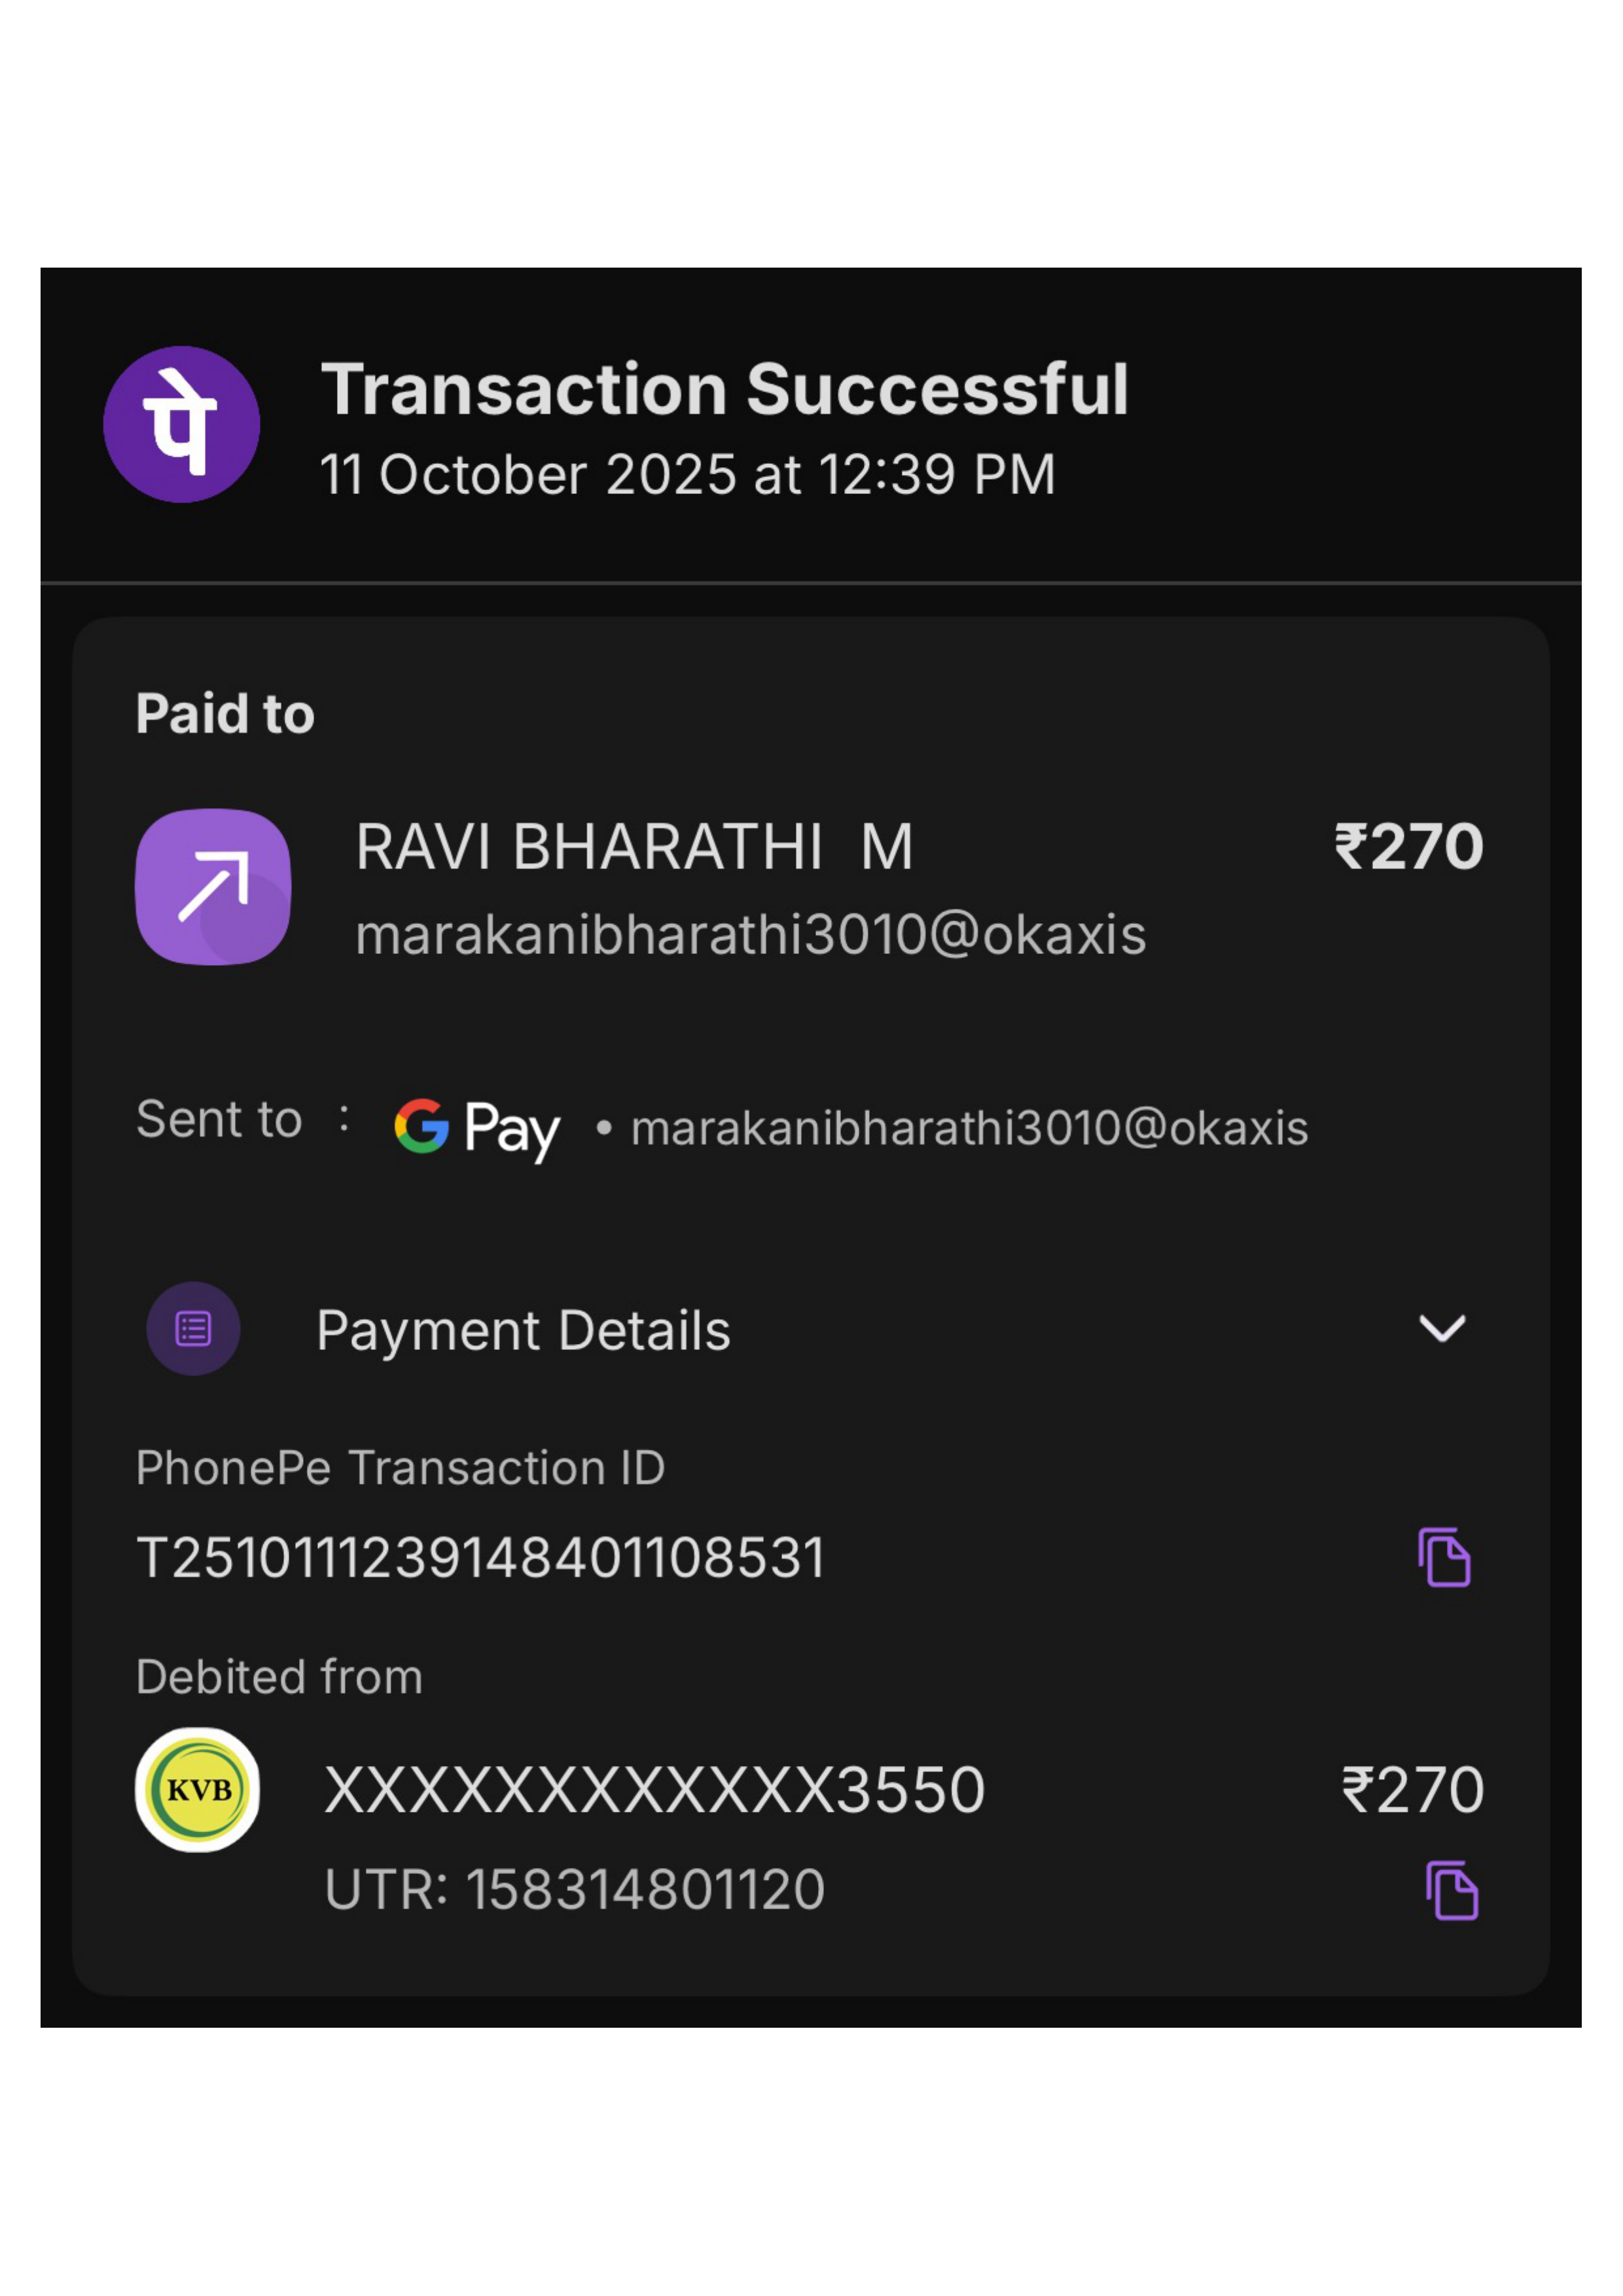 पे
Transaction Successful
11 October 2025 at 12:39 PM
Paid to
RAVI BHARATHI  M
₹270
marakanibharathi3010@okaxis
Sent to : G Pay • marakanibharathi3010@okaxis
Payment Details
PhonePe Transaction ID
T2510111239148401108531
Debited from
KVB
XXXXXXXXXXXX3550
₹270
UTR: 158314801120